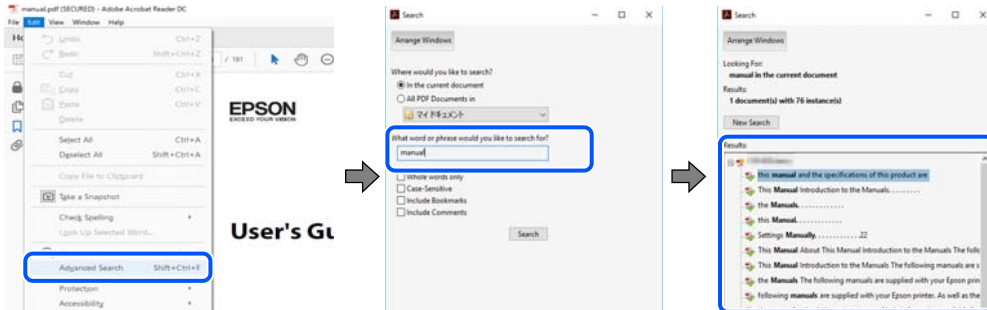 manual.pdf (SECURED) - Adobe Acrobat Reader DC
File Edit View Window Help
Undo Ctrl+Z
Redo Shift+Ctrl+Z
Cut Ctrl+X
Copy Ctrl+C
Paste Ctrl+V
Delete
Select All Ctrl+A
Deselect All Shift+Ctrl+A
Copy File to Clipboard
Take a Snapshot
Check Spelling
Look Up Selected Word...
Advanced Search Shift+Ctrl+F
Protection
Accessibility
/ 181
EPSON
EXCEED YOUR VISION
User's Gu
Search
Arrange Windows
Where would you like to search?
In the current document
All PDF Documents in
マイ ドキュメント
What word or phrase would you like to search for?
manual
Whole words only
Case-Sensitive
Include Bookmarks
Include Comments
Search
Search
Arrange Windows
Looking For:
manual in the current document
Results:
1 document(s) with 76 instance(s)
New Search
Results:
this manual and the specifications of this product are
This Manual Introduction to the Manuals. . . . . . . . .
the Manuals. . . . . . . . . . . . .
this Manual. . . . . . . . . . . . .
Settings Manually. . . . . . . . . . . . 22
This Manual About This Manual Introduction to the Manuals The follo
This Manual Introduction to the Manuals The following manuals are s
the Manuals The following manuals are supplied with your Epson prin
following manuals are supplied with your Epson printer. As well as the